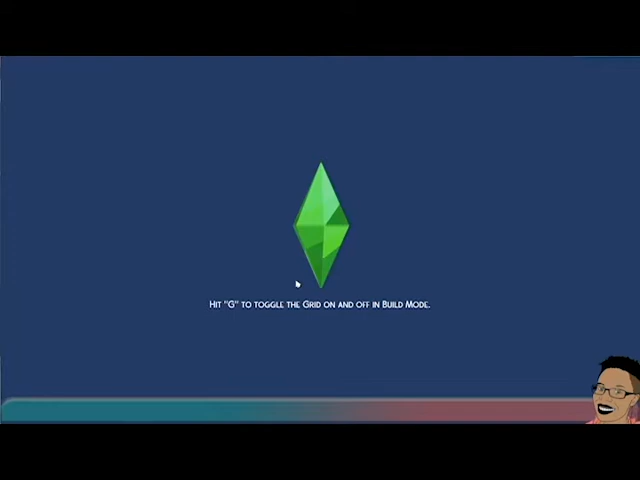 Hit "G" to toggle the Grid on and off in Build Mode.